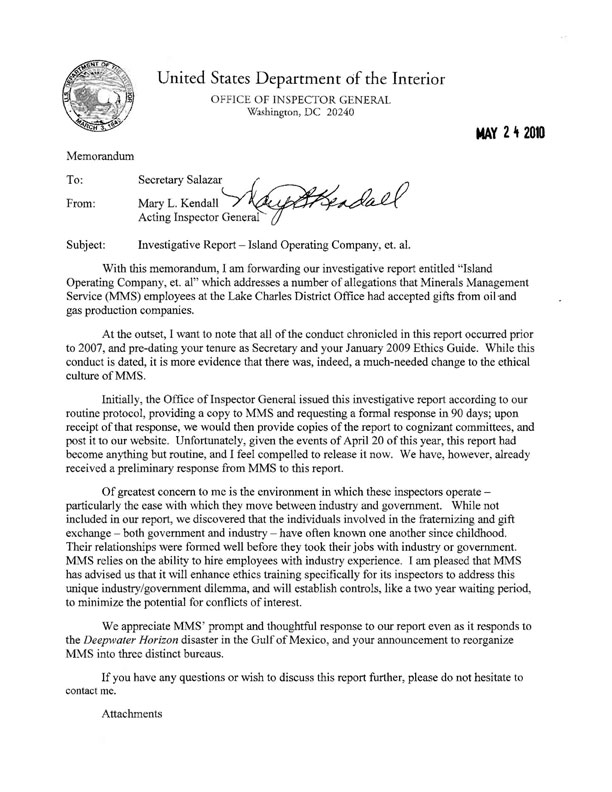 U.S. DEPARTMENT OF THE INTERIOR
MARCH 3, 1849
United States Department of the Interior
OFFICE OF INSPECTOR GENERAL
Washington, DC 20240
MAY 24 2010
Memorandum
To: Secretary Salazar
From: Mary L. Kendall
Acting Inspector General
Mary L Kendall
Subject: Investigative Report – Island Operating Company, et. al.
With this memorandum, I am forwarding our investigative report entitled “Island
Operating Company, et. al” which addresses a number of allegations that Minerals Management
Service (MMS) employees at the Lake Charles District Office had accepted gifts from oil and
gas production companies.
At the outset, I want to note that all of the conduct chronicled in this report occurred prior
to 2007, and pre-dating your tenure as Secretary and your January 2009 Ethics Guide. While this
conduct is dated, it is more evidence that there was, indeed, a much-needed change to the ethical
culture of MMS.
Initially, the Office of Inspector General issued this investigative report according to our
routine protocol, providing a copy to MMS and requesting a formal response in 90 days; upon
receipt of that response, we would then provide copies of the report to cognizant committees, and
post it to our website. Unfortunately, given the events of April 20 of this year, this report had
become anything but routine, and I feel compelled to release it now. We have, however, already
received a preliminary response from MMS to this report.
Of greatest concern to me is the environment in which these inspectors operate –
particularly the ease with which they move between industry and government. While not
included in our report, we discovered that the individuals involved in the fraternizing and gift
exchange – both government and industry – have often known one another since childhood.
Their relationships were formed well before they took their jobs with industry or government.
MMS relies on the ability to hire employees with industry experience. I am pleased that MMS
has advised us that it will enhance ethics training specifically for its inspectors to address this
unique industry/government dilemma, and will establish controls, like a two year waiting period,
to minimize the potential for conflicts of interest.
We appreciate MMS’ prompt and thoughtful response to our report even as it responds to
the Deepwater Horizon disaster in the Gulf of Mexico, and your announcement to reorganize
MMS into three distinct bureaus.
If you have any questions or wish to discuss this report further, please do not hesitate to
contact me.
Attachments